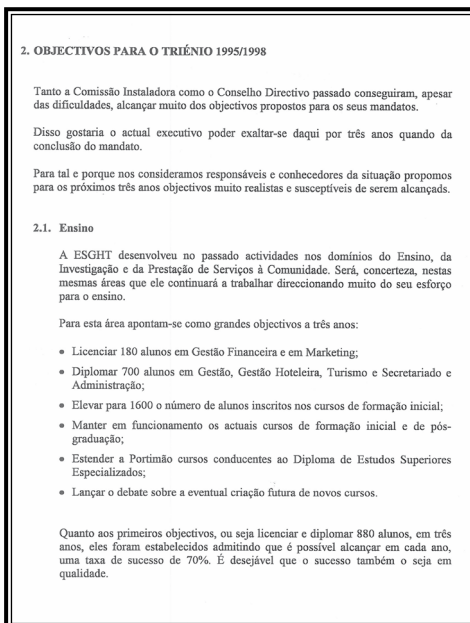 2. OBJECTIVOS PARA O TRIÉNIO 1995/1998
Tanto a Comissão Instaladora como o Conselho Directivo passado conseguiram, apesar
das dificuldades, alcançar muito dos objectivos propostos para os seus mandatos.
Disso gostaria o actual executivo poder exaltar-se daqui por três anos quando da
conclusão do mandato.
Para tal e porque nos consideramos responsáveis e conhecedores da situação propomos
para os próximos três anos objectivos muito realistas e susceptíveis de serem alcançads.
2.1. Ensino
A ESGHT desenvolveu no passado actividades nos domínios do Ensino, da
Investigação e da Prestação de Serviços à Comunidade. Será, concerteza, nestas
mesmas áreas que ele continuará a trabalhar direccionando muito do seu esforço
para o ensino.
Para esta área apontam-se como grandes objectivos a três anos:
• Licenciar 180 alunos em Gestão Financeira e em Marketing;
• Diplomar 700 alunos em Gestão, Gestão Hoteleira, Turismo e Secretariado e
Administração;
• Elevar para 1600 o número de alunos inscritos nos cursos de formação inicial;
• Manter em funcionamento os actuais cursos de formação inicial e de pós-
graduação;
• Estender a Portimão cursos conducentes ao Diploma de Estudos Superiores
Especializados;
• Lançar o debate sobre a eventual criação futura de novos cursos.
Quanto aos primeiros objectivos, ou seja licenciar e diplomar 880 alunos, em três
anos, eles foram estabelecidos admitindo que é possível alcançar em cada ano,
uma taxa de sucesso de 70%. É desejável que o sucesso também o seja em
qualidade.